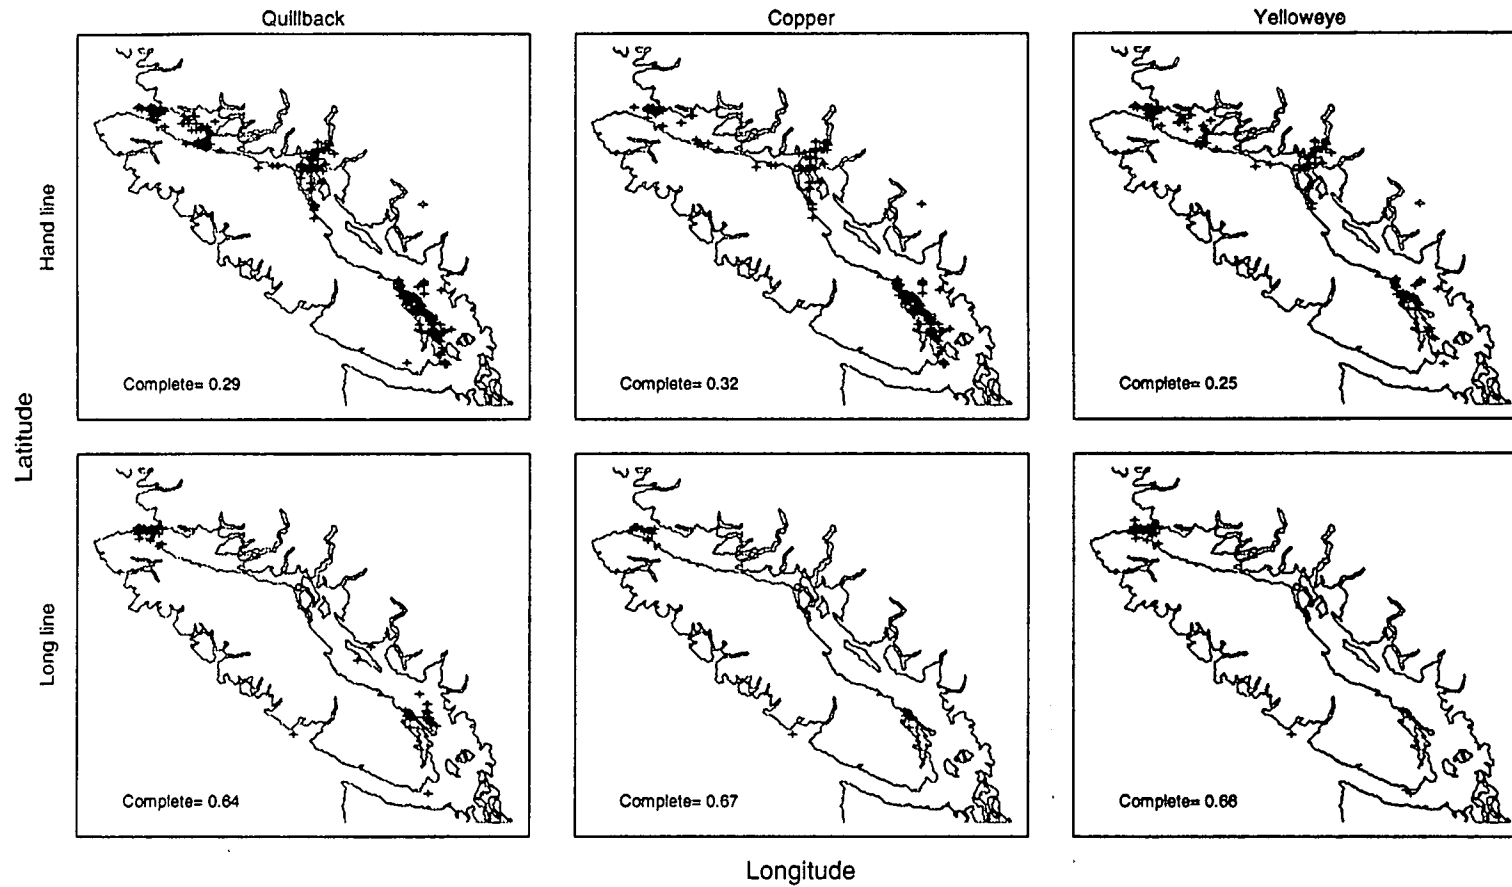 Quillback
Copper
Yelloweye
Hand line
Complete= 0.29
Complete= 0.32
Complete= 0.25
Latitude
Long line
Complete= 0.64
Complete= 0.67
Complete= 0.66
Longitude